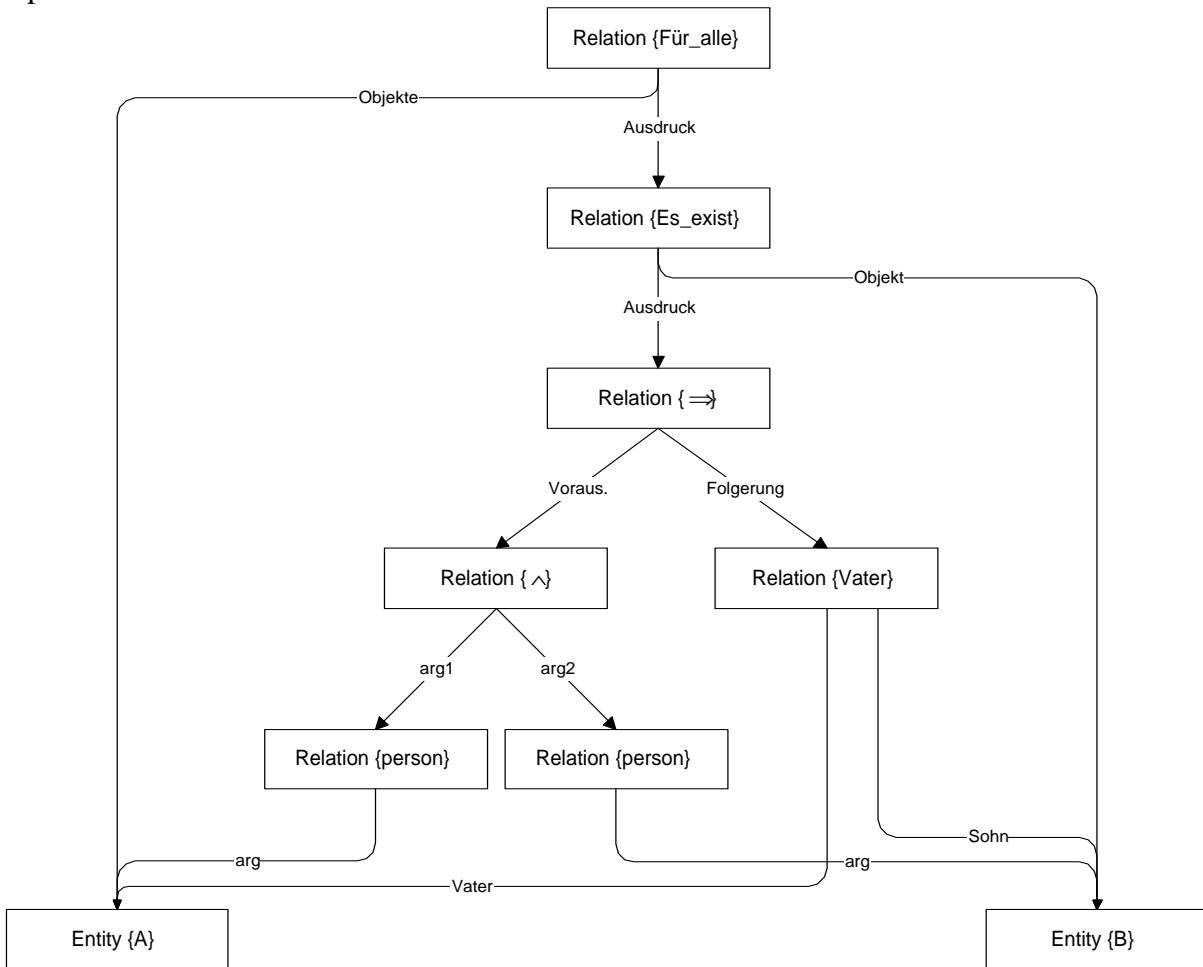 Relation {Für_alle}
Objekte
Ausdruck
Relation {Es_exist}
Objekt
Ausdruck
Relation { ⟹}
Voraus. Folgerung
Relation { ∧} Relation {Vater}
arg1 arg2
Relation {person} Relation {person}
Sohn
arg arg
Vater
Entity {A} Entity {B}